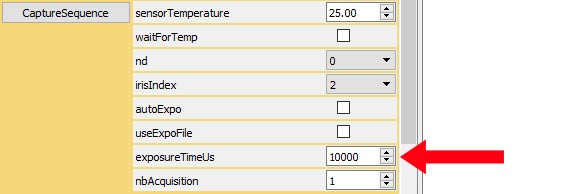 CaptureSequence
sensorTemperature 25.00
waitForTemp
nd 0
irisIndex 2
autoExpo
useExpoFile
exposureTimeUs 10000
nbAcquisition 1